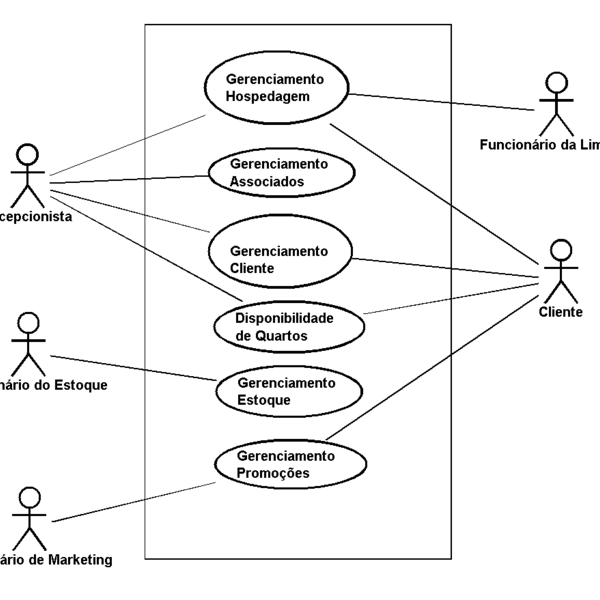 Gerenciamento
Hospedagem
Funcionário da Lim
Gerenciamento
Associados
cepcionista
Gerenciamento
Cliente
Cliente
Disponibilidade
de Quartos
nário do Estoque
Gerenciamento
Estoque
Gerenciamento
Promoções
ário de Marketing